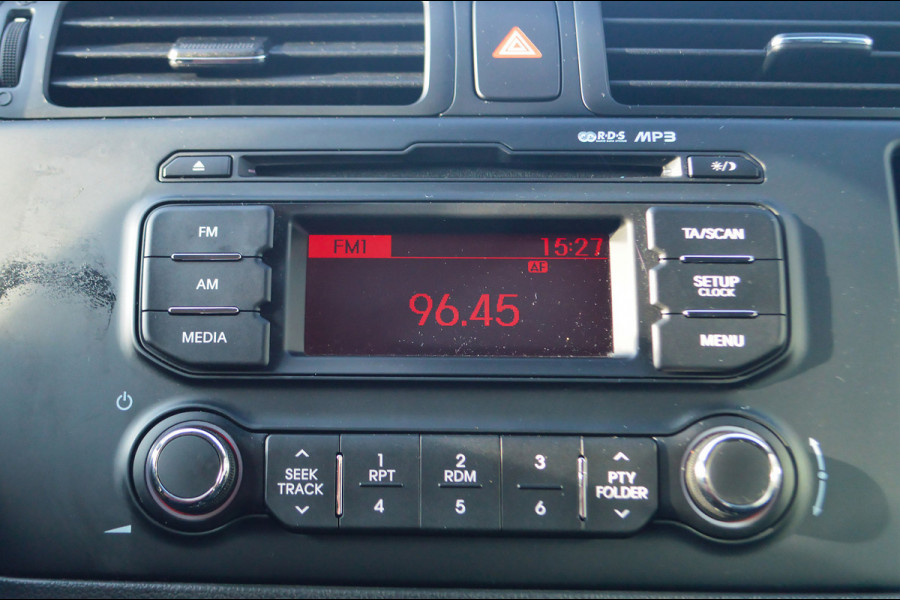 R·D·S MP3
FM
AM
MEDIA
FM1 15:27
AF
96.45
TA/SCAN
SETUP
CLOCK
MENU
SEEK
TRACK
1
RPT
4
2
RDM
5
3
6
PTY
FOLDER